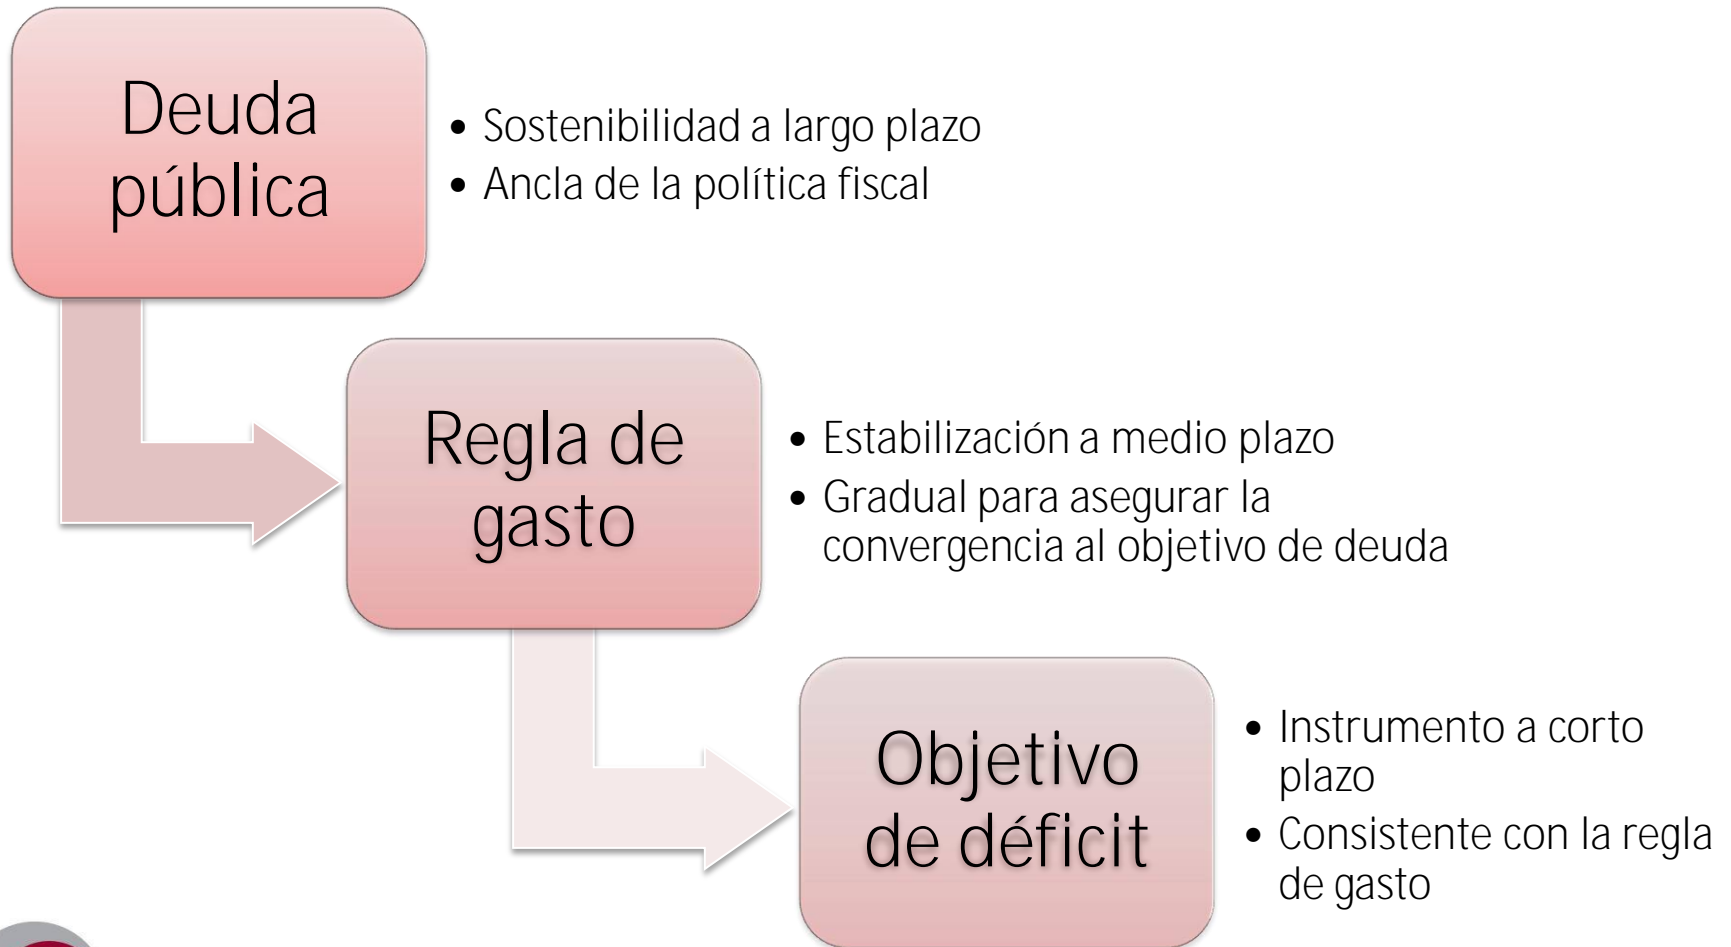 Deuda
pública
• Sostenibilidad a largo plazo
• Ancla de la política fiscal
Regla de
gasto
• Estabilización a medio plazo
• Gradual para asegurar la
convergencia al objetivo de deuda
Objetivo
de déficit
• Instrumento a corto
plazo
• Consistente con la regla
de gasto